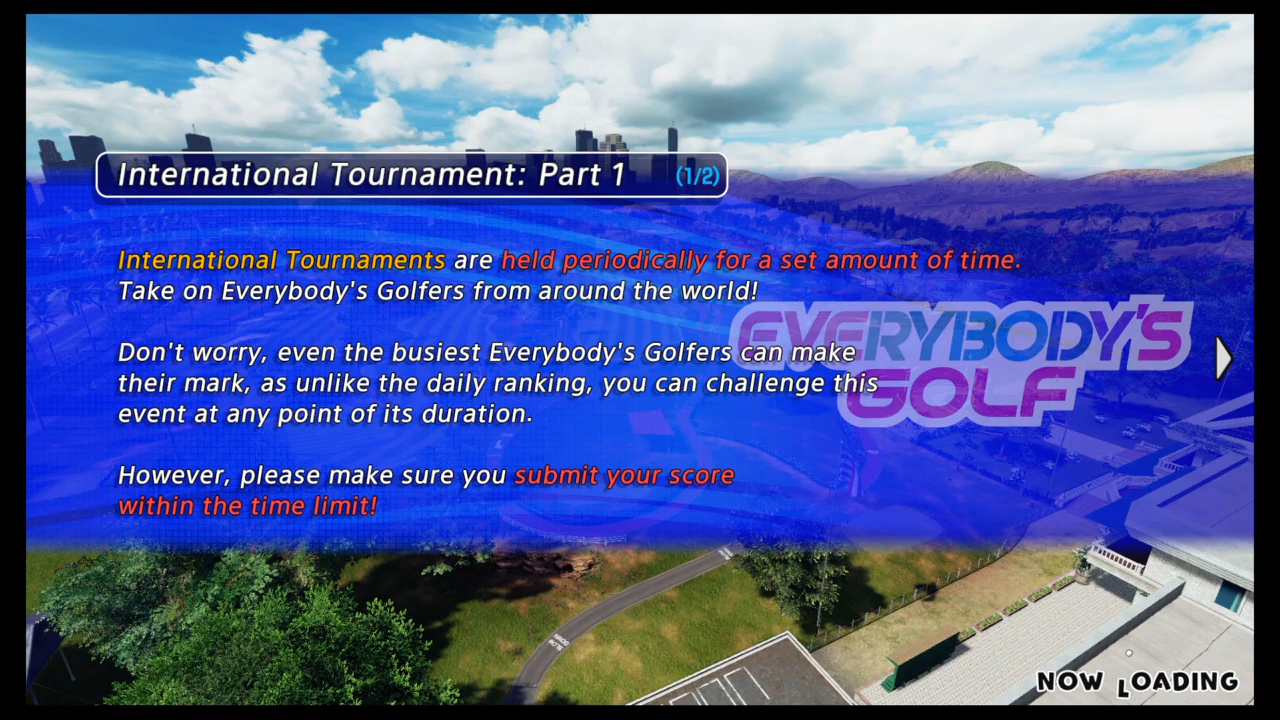 International Tournament: Part 1 (1/2)
International Tournaments are held periodically for a set amount of time.
Take on Everybody's Golfers from around the world!
Don't worry, even the busiest Everybody's Golfers can make
their mark, as unlike the daily ranking, you can challenge this
event at any point of its duration.
However, please make sure you submit your score
within the time limit!
EVERYBODY'S
GOLF
SLOW
DOWN
NOW LOADING